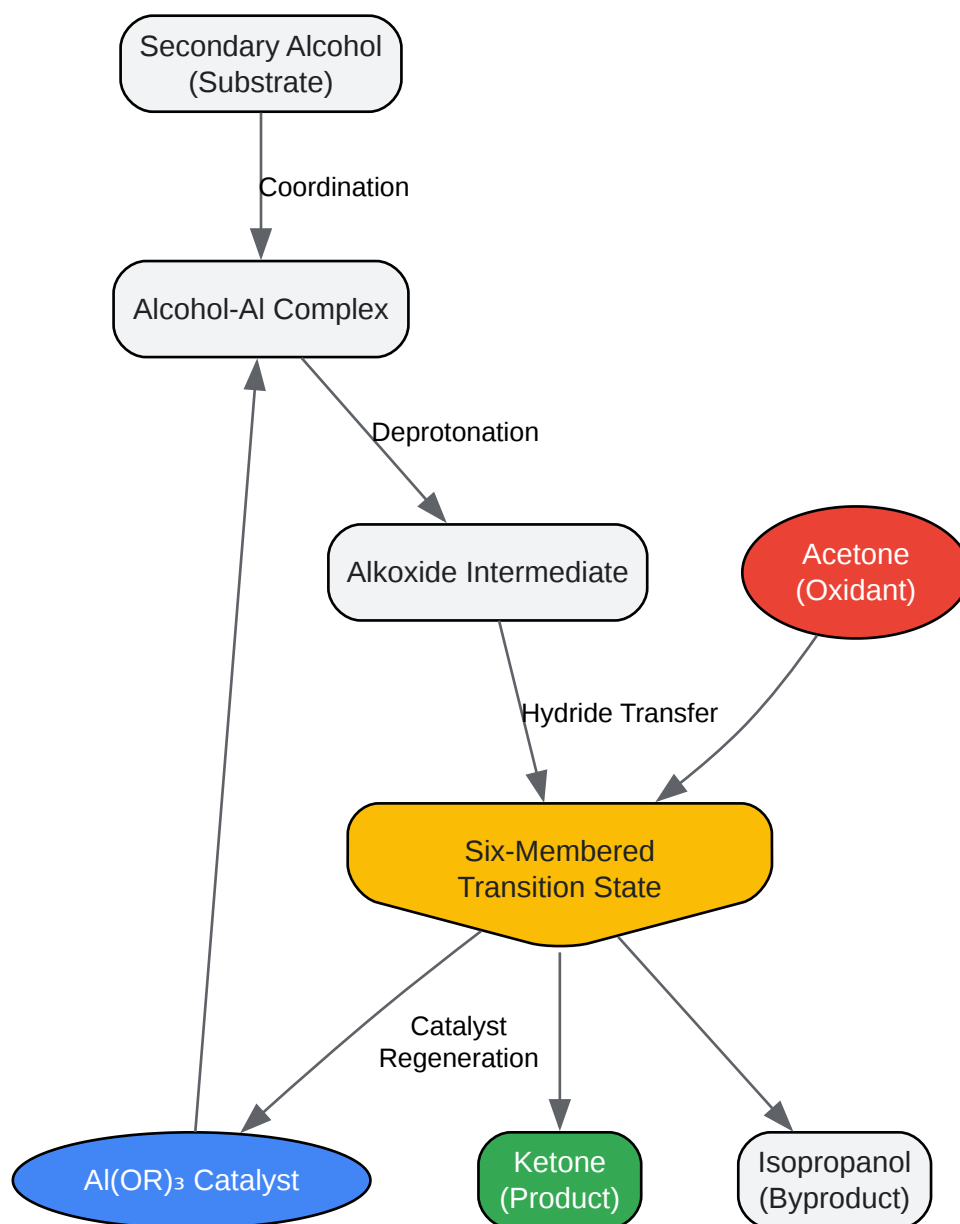 Secondary Alcohol
(Substrate)
Coordination
Alcohol-Al Complex
Deprotonation
Alkoxide Intermediate
Acetone
(Oxidant)
Hydride Transfer
Six-Membered
Transition State
Catalyst
Regeneration
Al(OR)₃ Catalyst
Ketone
(Product)
Isopropanol
(Byproduct)